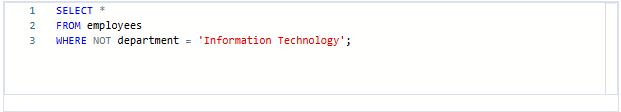 1 SELECT *
2 FROM employees
3 WHERE NOT department = 'Information Technology';